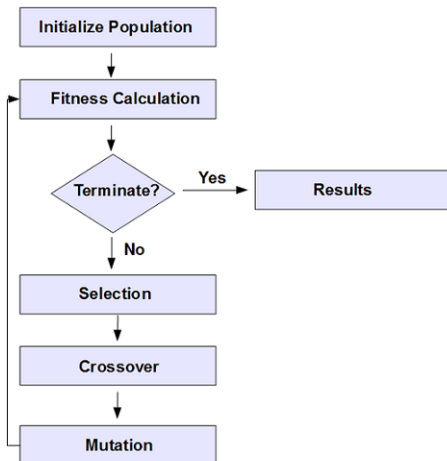 Initialize Population
Fitness Calculation
Terminate?
Yes
Results
No
Selection
Crossover
Mutation